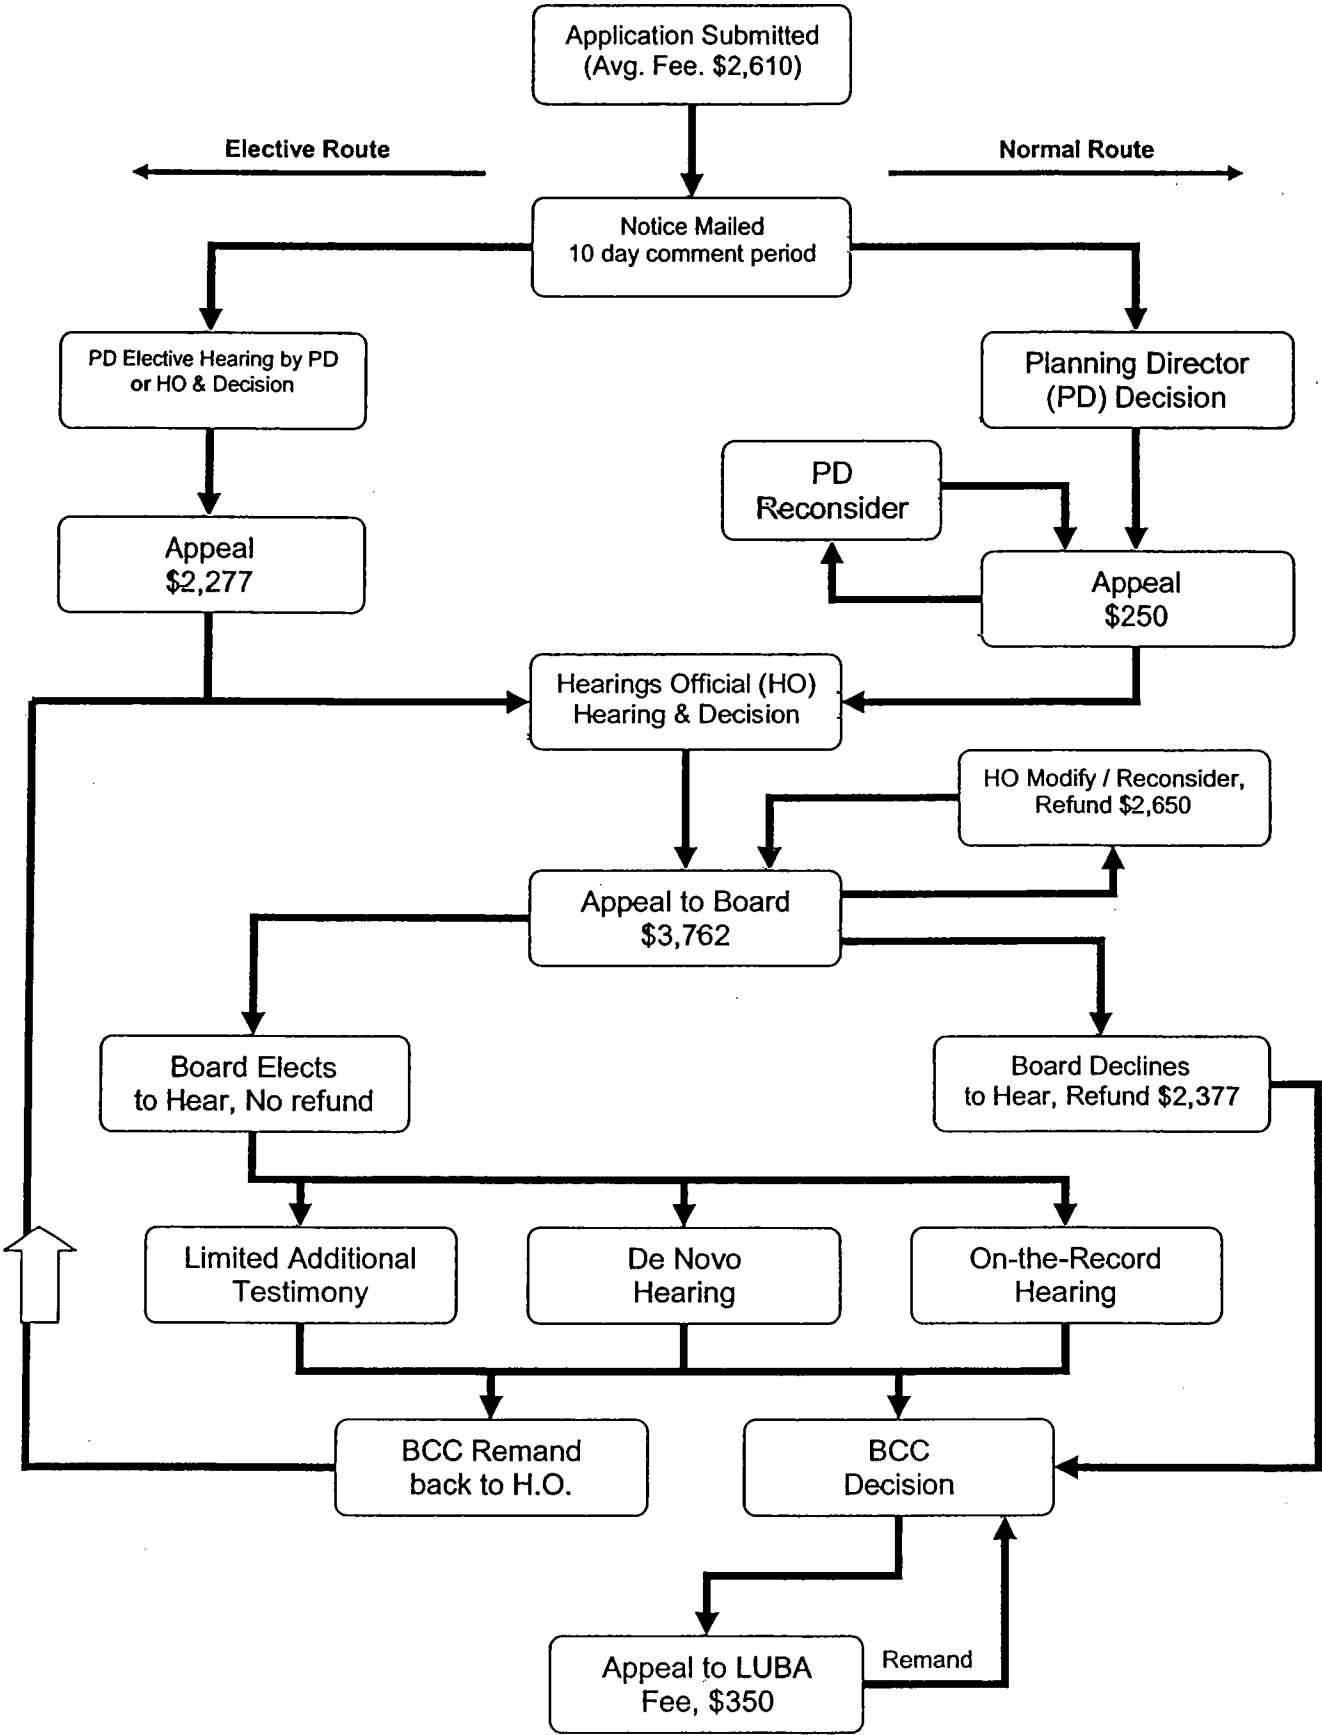 Application Submitted
(Avg. Fee. $2,610)
Elective Route
Normal Route
Notice Mailed
10 day comment period
PD Elective Hearing by PD
or HO & Decision
Planning Director
(PD) Decision
PD
Reconsider
Appeal
$2,277
Appeal
$250
Hearings Official (HO)
Hearing & Decision
HO Modify / Reconsider,
Refund $2,650
Appeal to Board
$3,762
Board Elects
to Hear, No refund
Board Declines
to Hear, Refund $2,377
Limited Additional
Testimony
De Novo
Hearing
On-the-Record
Hearing
BCC Remand
back to H.O.
BCC
Decision
Appeal to LUBA
Fee, $350
Remand